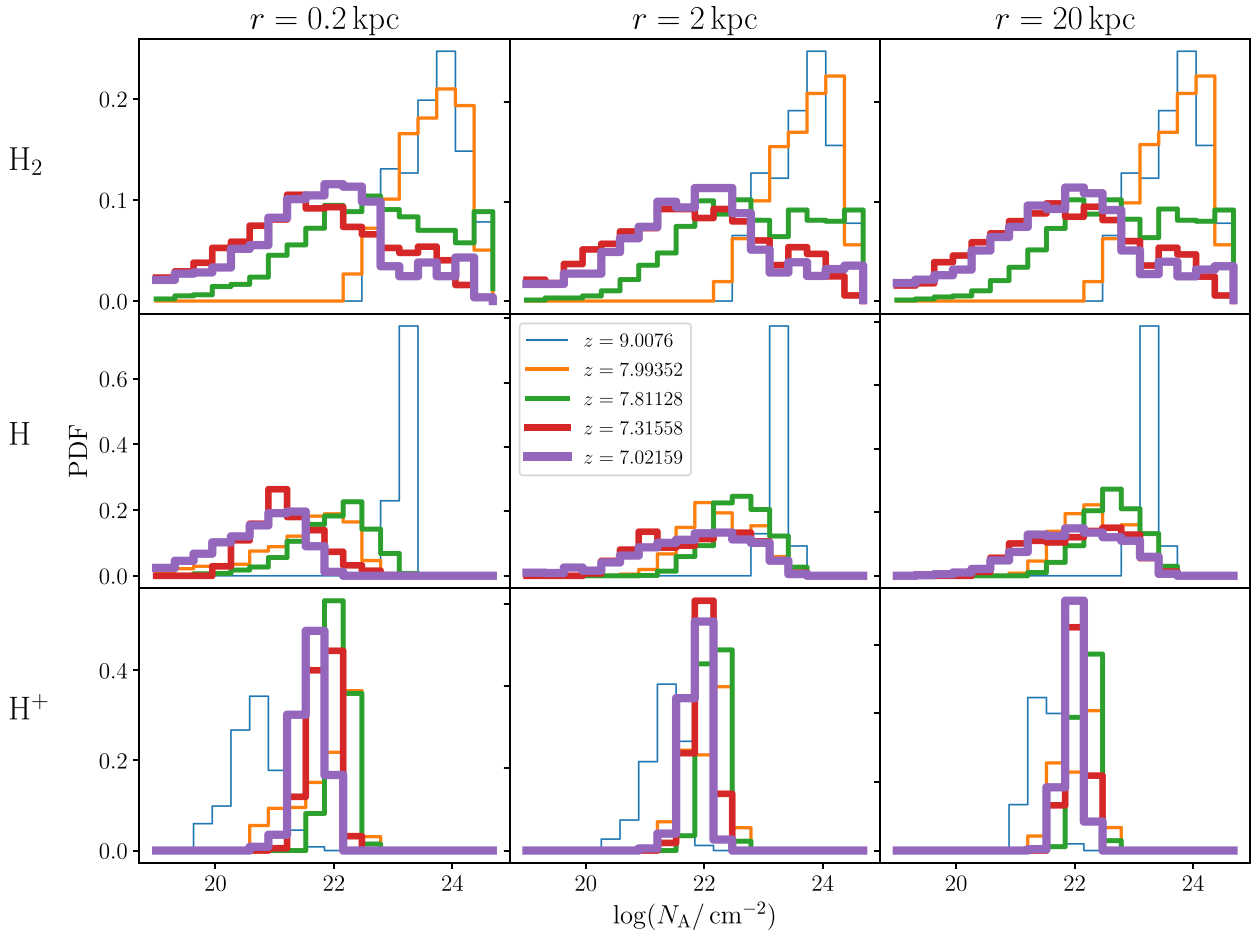 r = 0.2 kpc
r = 2 kpc
r = 20 kpc
H₂
0.2
0.1
0.0
H
PDF
0.6
0.4
0.2
0.0
z = 9.0076
z = 7.99352
z = 7.81128
z = 7.31558
z = 7.02159
H⁺
0.4
0.2
0.0
20 22 24
20 22 24
20 22 24
log(N_A/ cm⁻²)